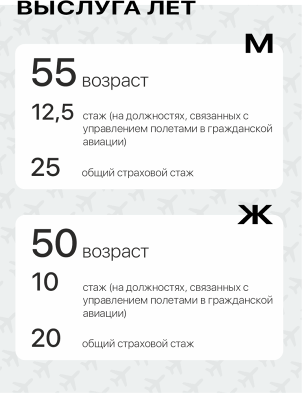 ВЫСЛУГА ЛЕТ
М
55 возраст
12,5 стаж (на должностях, связанных с
управлением полетами в гражданской
авиации)
25 общий страховой стаж
Ж
50 возраст
10 стаж (на должностях, связанных с
управлением полетами в гражданской
авиации)
20 общий страховой стаж